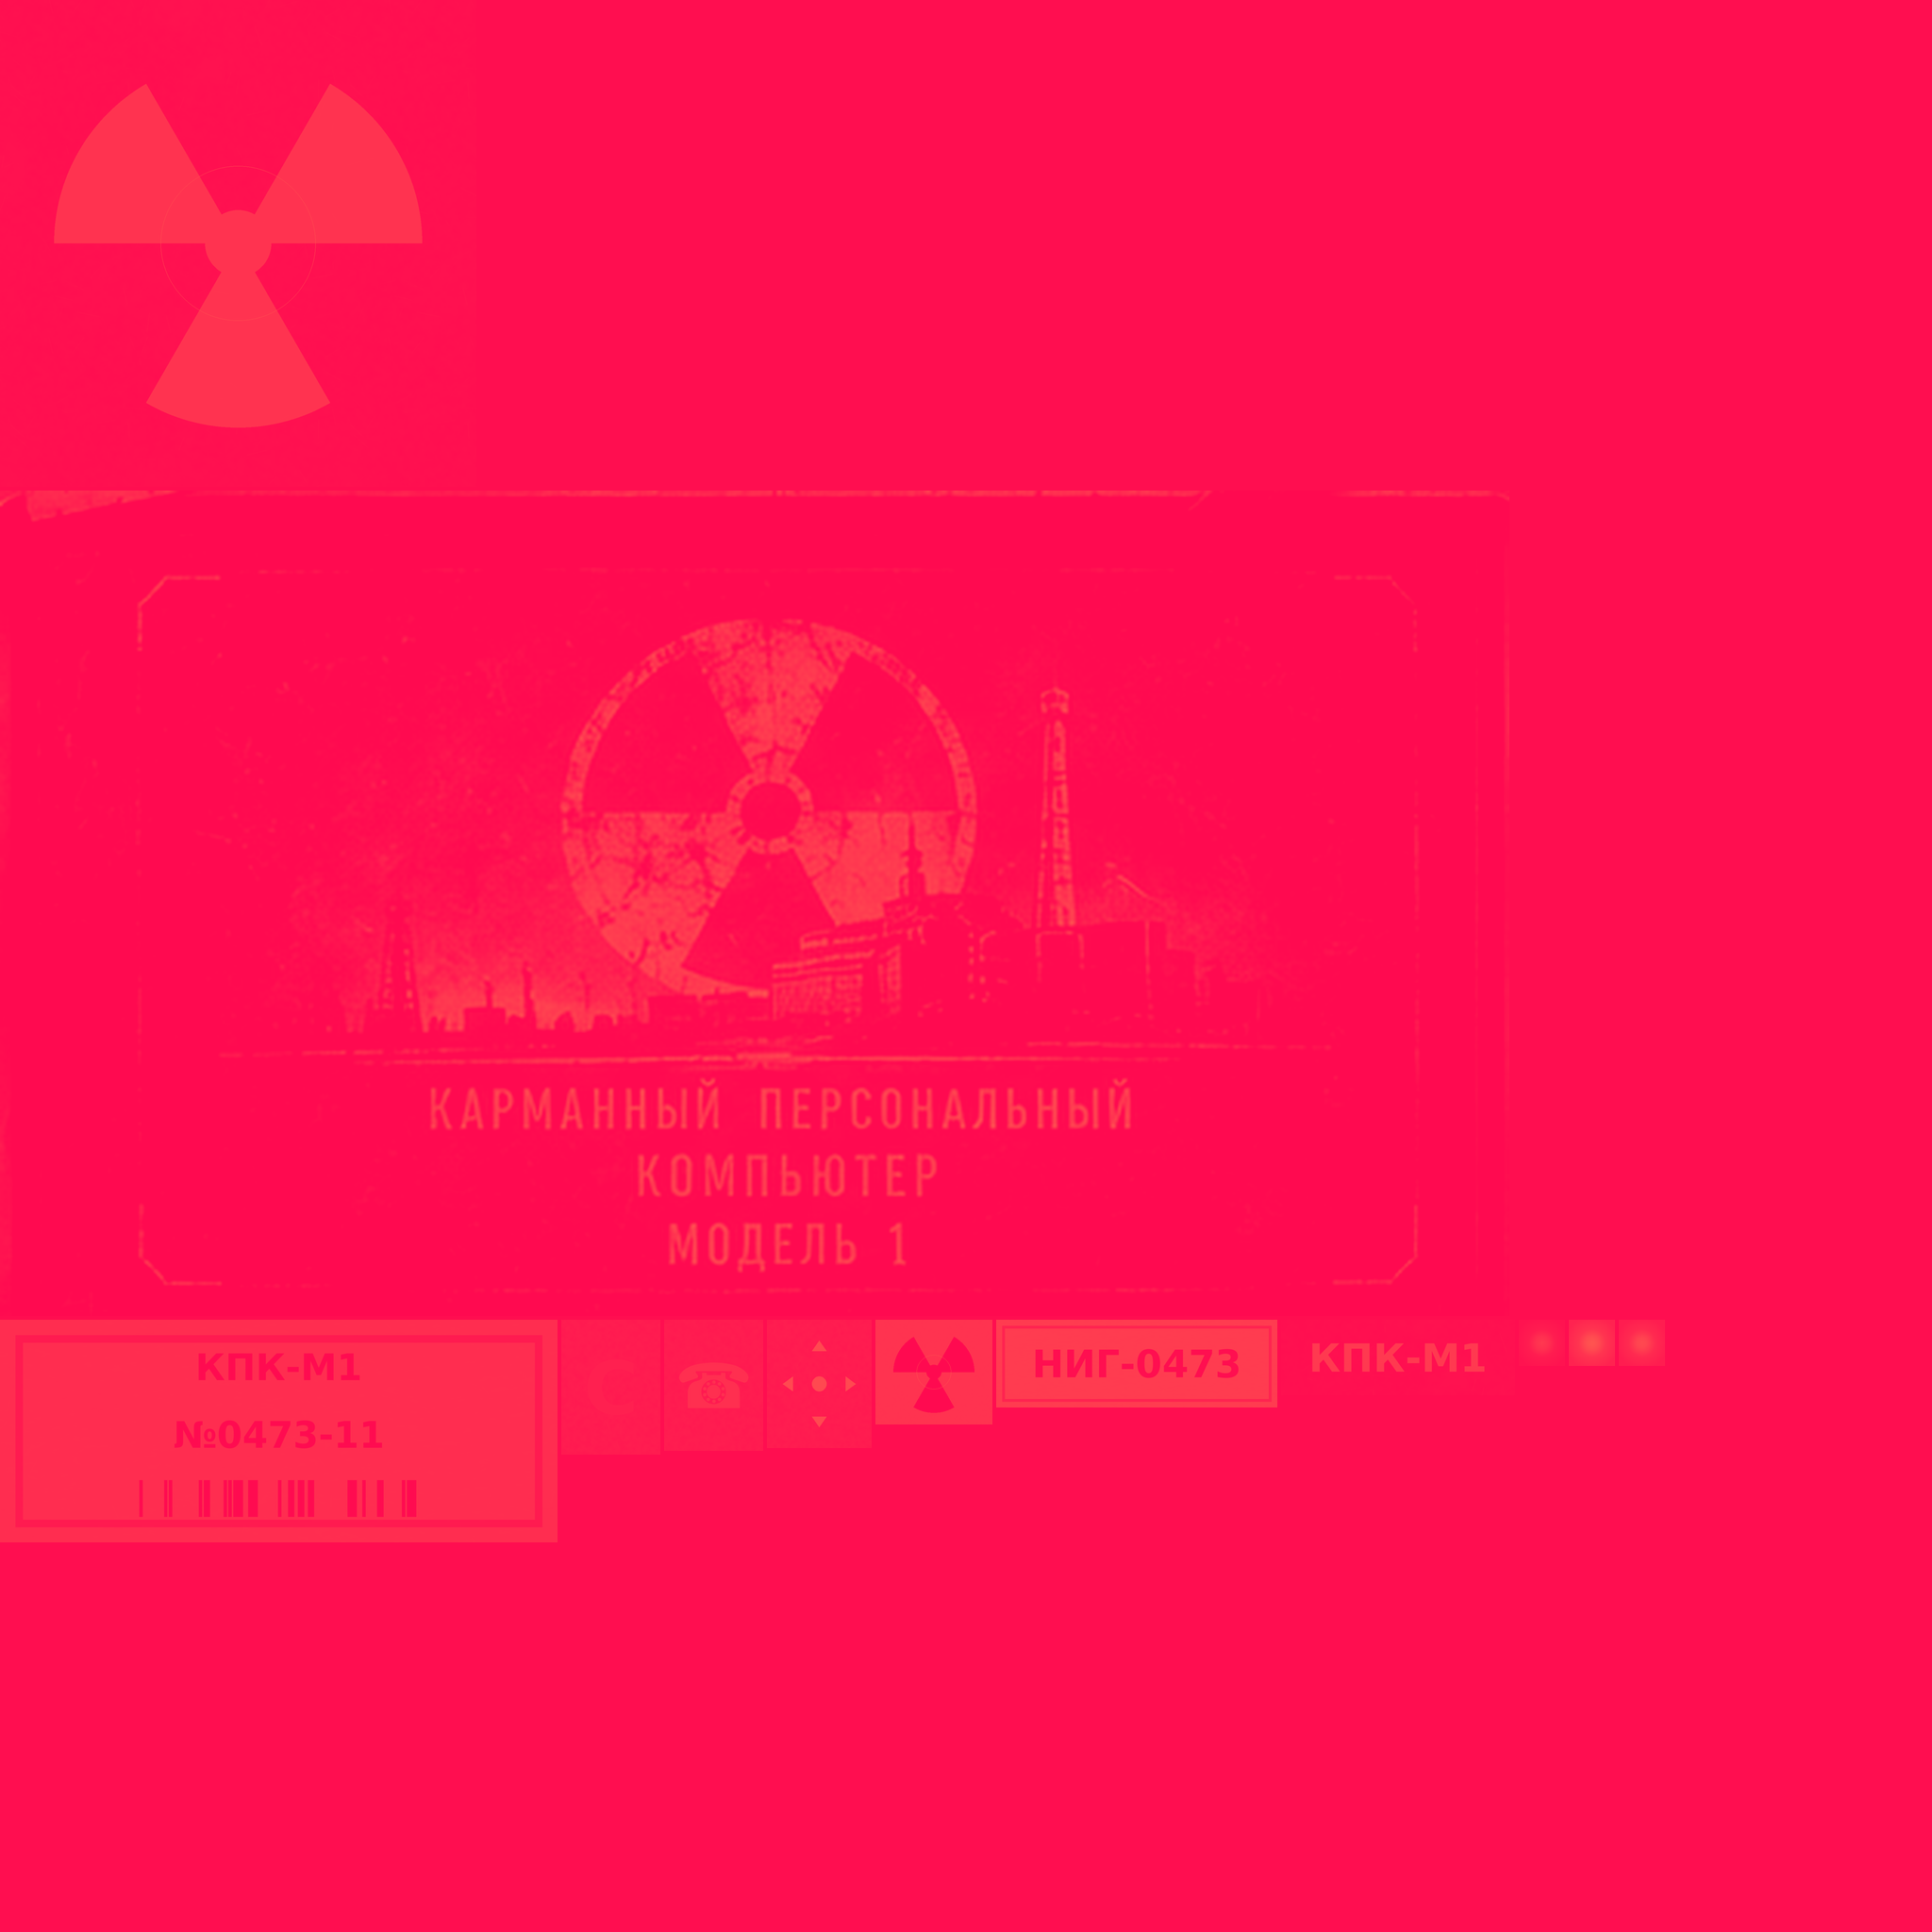 КАРМАННЫЙ ПЕРСОНАЛЬНЫЙ
КОМПЬЮТЕР
МОДЕЛЬ 1
КПК-М1
№0473-11
НИГ-0473
КПК-М1